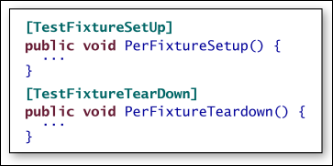 [TestFixtureSetUp]
public void PerFixtureSetup() {
...
}
[TestFixtureTearDown]
public void PerFixtureTeardown() {
...
}